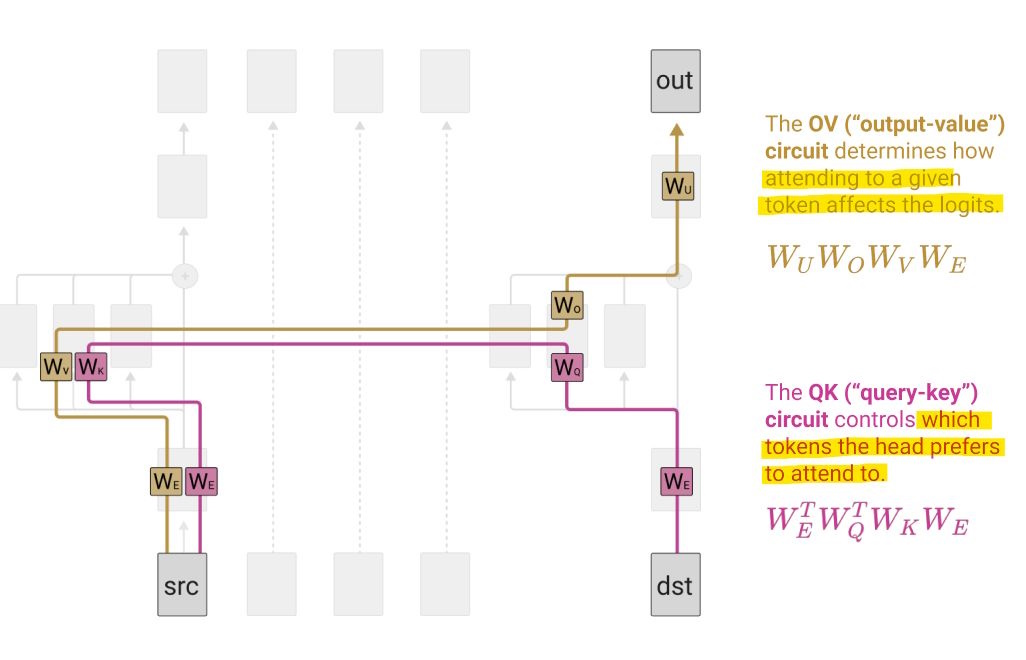 out
The OV (“output-value”)
circuit determines how
attending to a given
token affects the logits.
W_U
W_U W_O W_V W_E
W_O
W_V W_K W_Q
The QK (“query-key”)
circuit controls which
tokens the head prefers
to attend to.
W_E W_E W_E
W_E^T W_Q^T W_K W_E
src dst